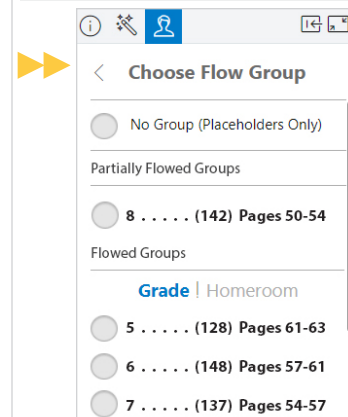 Choose Flow Group
No Group (Placeholders Only)
Partially Flowed Groups
8 . . . . . (142) Pages 50-54
Flowed Groups
Grade | Homeroom
5 . . . . . (128) Pages 61-63
6 . . . . . (148) Pages 57-61
7 . . . . . (137) Pages 54-57